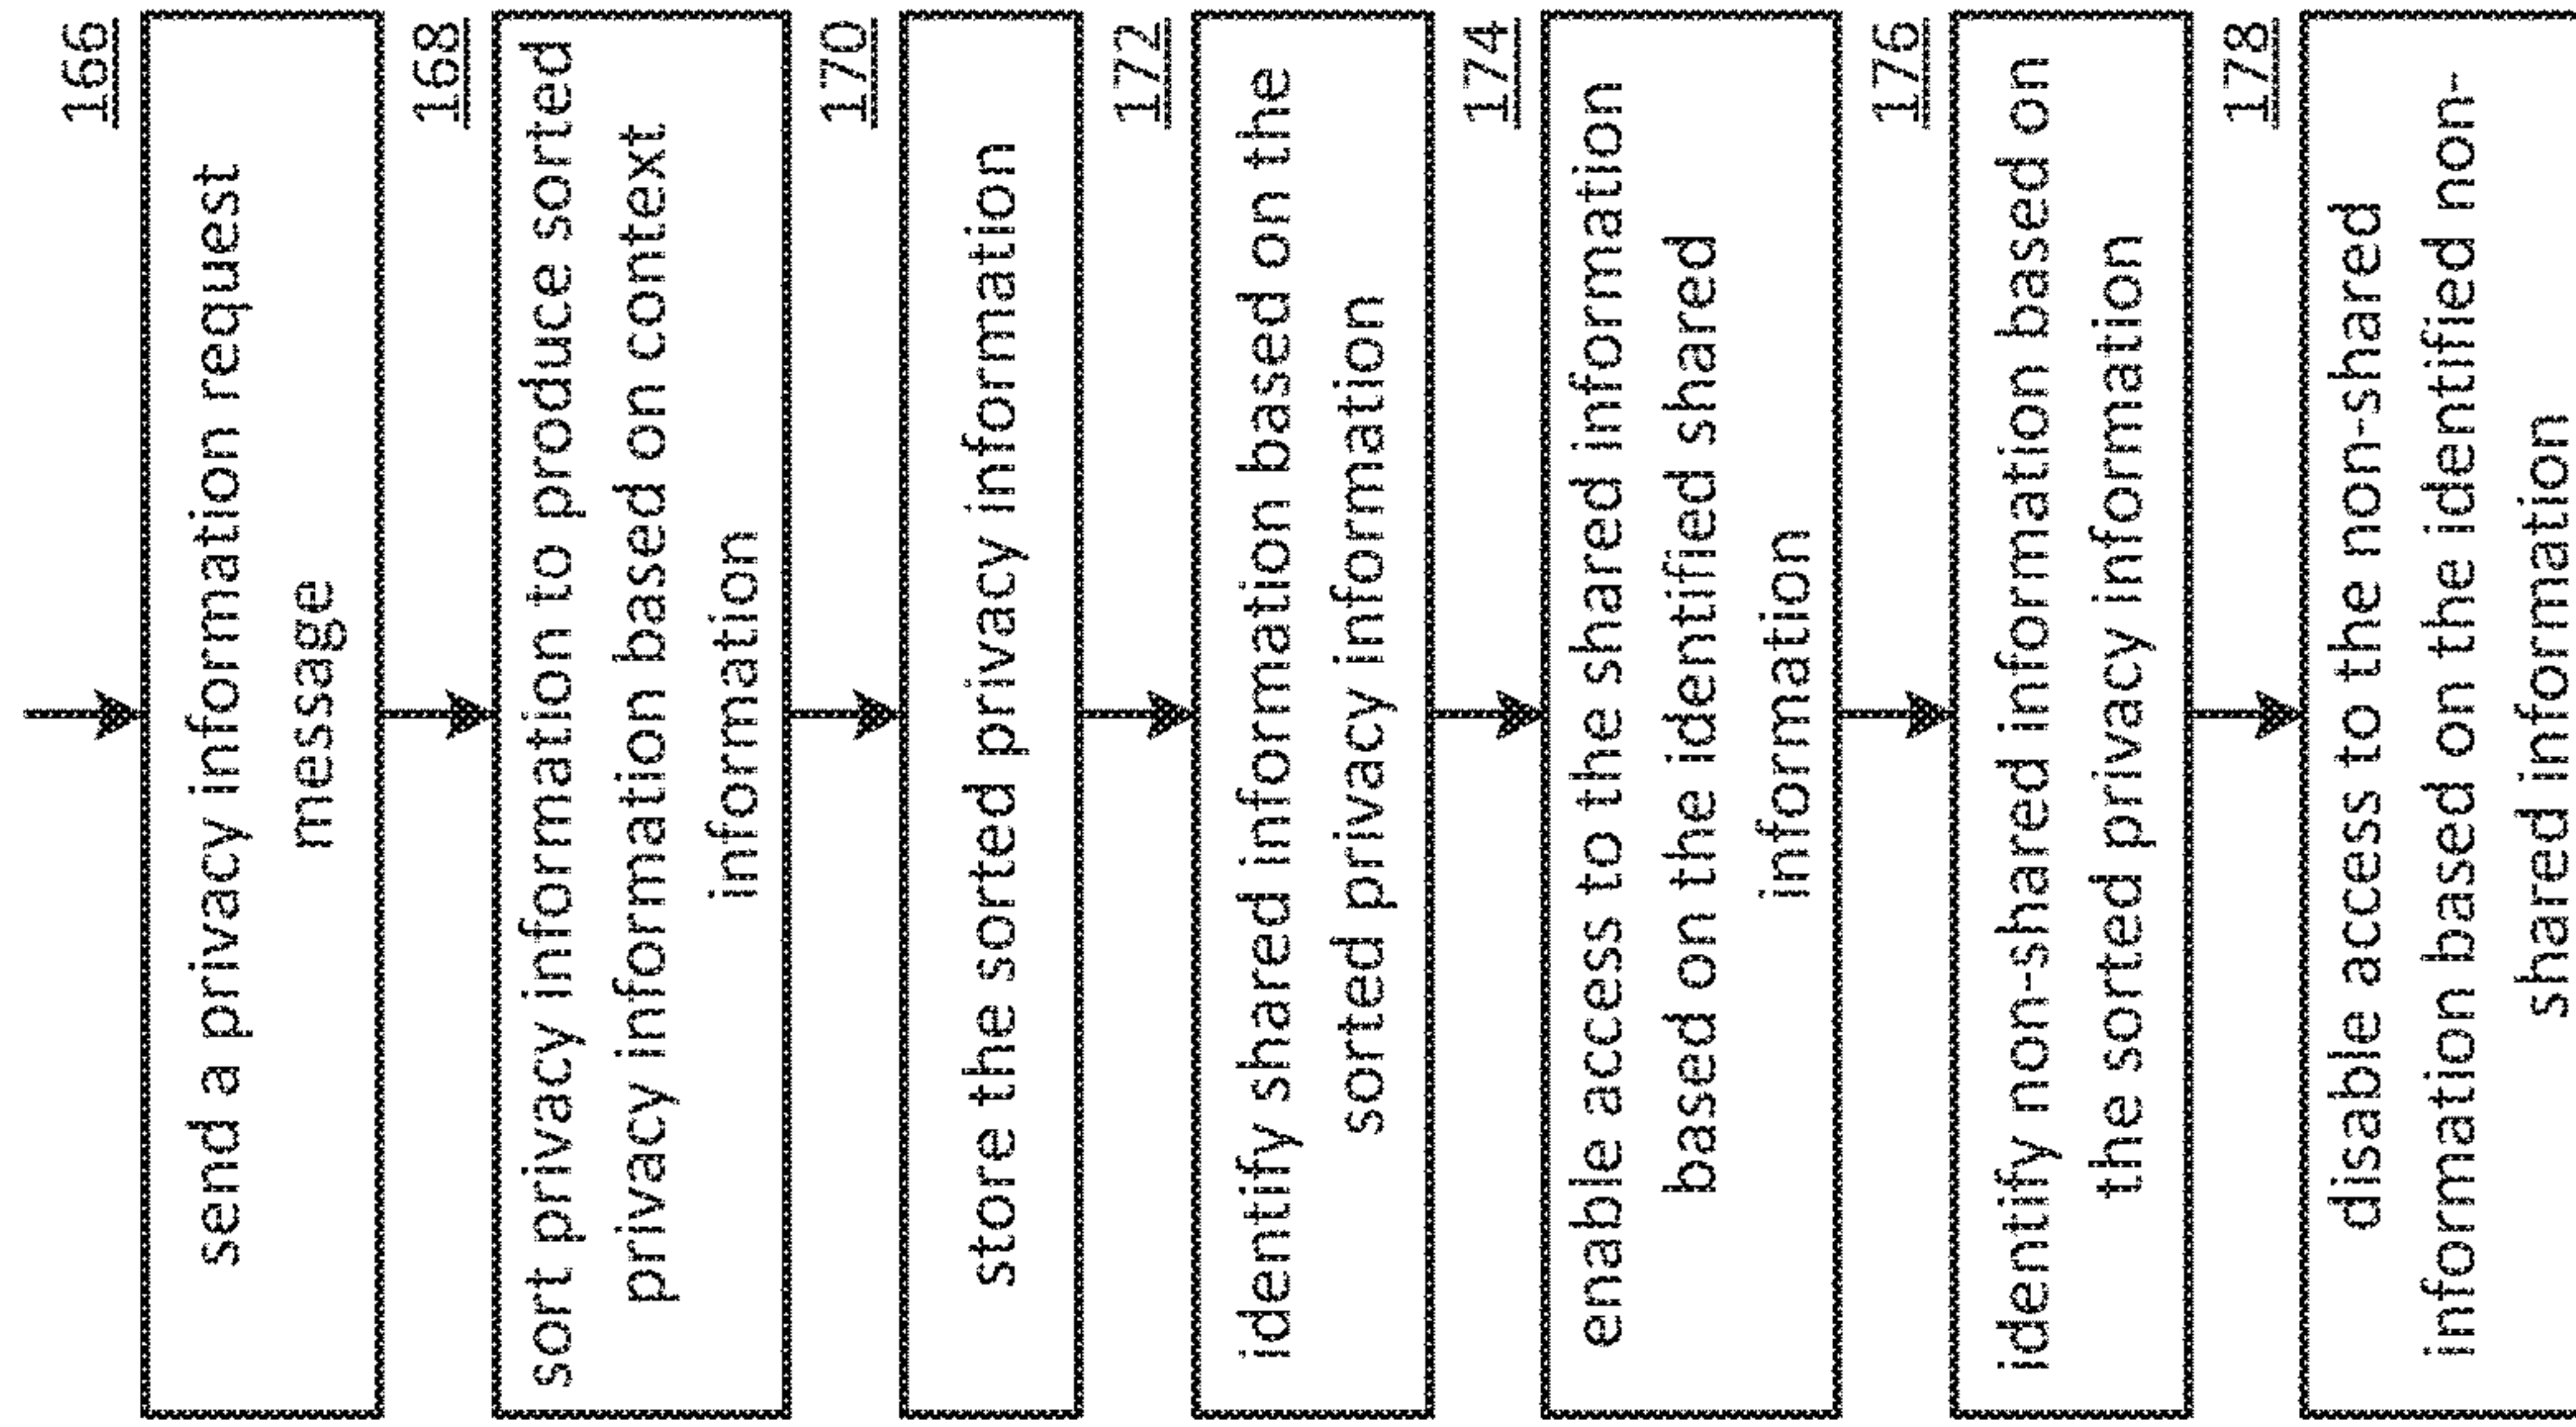 166
send a privacy information request
message
168
sort privacy information to produce sorted
privacy information based on context
information
170
store the sorted privacy information
172
identify shared information based on the
sorted privacy information
174
enable access to the shared information
based on the identified shared
information
176
identify non-shared information based on
the sorted privacy information
178
disable access to the non-shared
information based on the identified non-
shared information